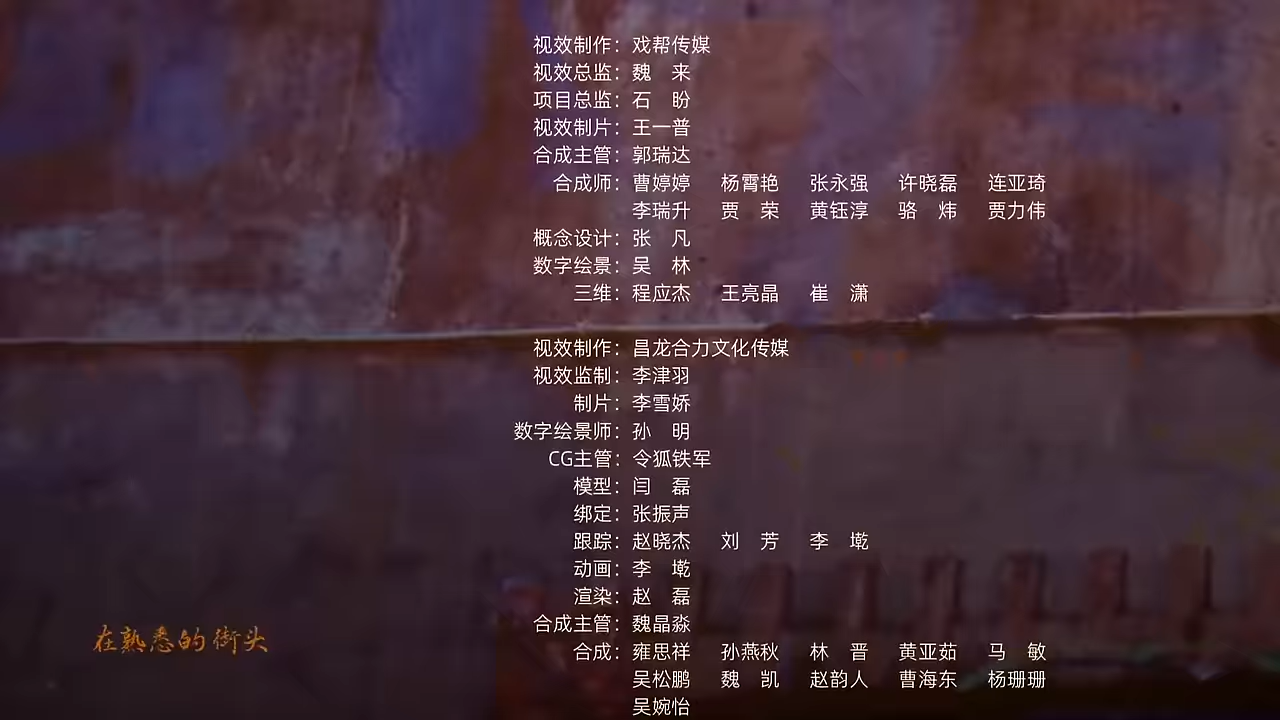 视效制作：戏帮传媒
视效总监：魏　来
项目总监：石　盼
视效制片：王一普
合成主管：郭瑞达
合成师：曹婷婷　杨霄艳　张永强　许晓磊　连亚琦
李瑞升　贾　荣　黄钰淳　骆　炜　贾力伟
概念设计：张　凡
数字绘景：吴　林
三维：程应杰　王亮晶　崔　潇
视效制作：昌龙合力文化传媒
视效监制：李津羽
制片：李雪娇
数字绘景师：孙　明
CG主管：令狐铁军
模型：闫　磊
绑定：张振声
跟踪：赵晓杰　刘　芳　李　墘
动画：李　墘
渲染：赵　磊
合成主管：魏晶淼
合成：雍思祥　孙燕秋　林　晋　黄亚茹　马　敏
吴松鹏　魏　凯　赵韵人　曹海东　杨珊珊
吴婉怡
在熟悉的街头